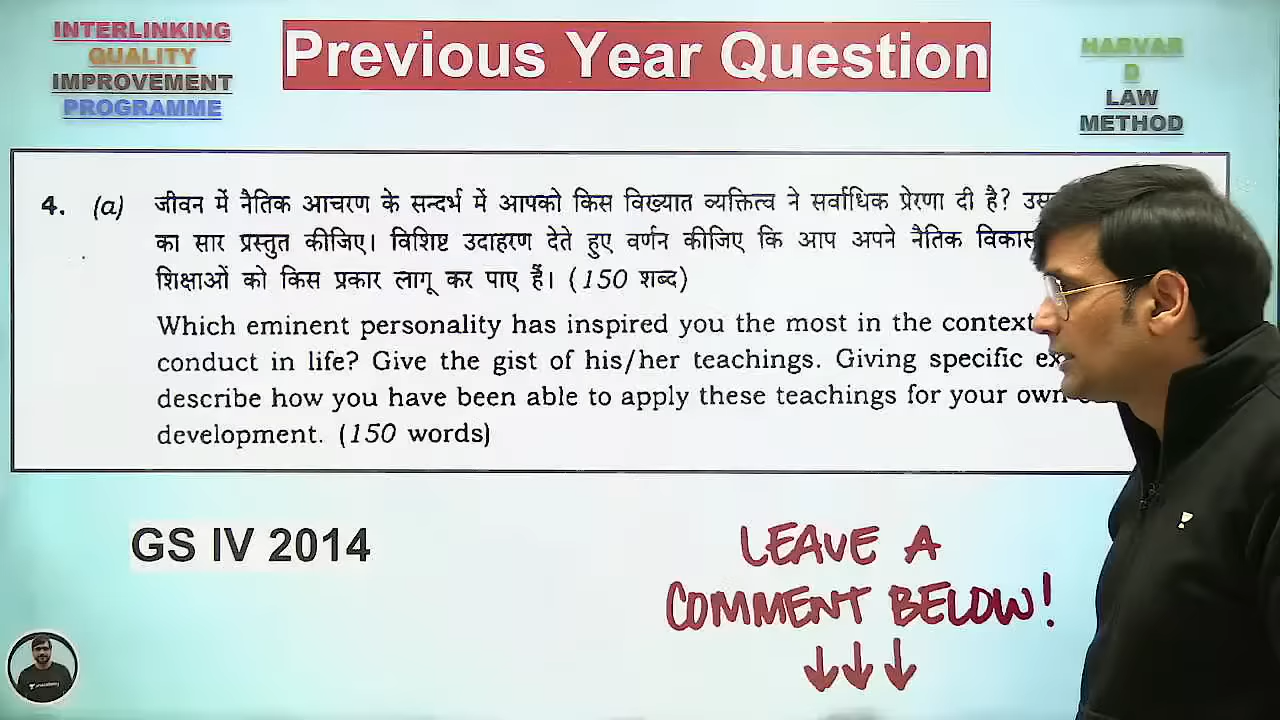 INTERLINKING
QUALITY
IMPROVEMENT
PROGRAMME
Previous Year Question
HARVAR
D
LAW
METHOD
4. (a) जीवन में नैतिक आचरण के सन्दर्भ में आपको किस विख्यात व्यक्तित्व ने सर्वाधिक प्रेरणा दी है?
का सार प्रस्तुत कीजिए। विशिष्ट उदाहरण देते हुए वर्णन कीजिए कि आप अपने नैतिक विकास
शिक्षाओं को किस प्रकार लागू कर पाए हैं। (150 शब्द)
Which eminent personality has inspired you the most in the context
conduct in life? Give the gist of his/her teachings. Giving specific
describe how you have been able to apply these teachings for your own
development. (150 words)
GS IV 2014
LEAVE A
COMMENT BELOW!